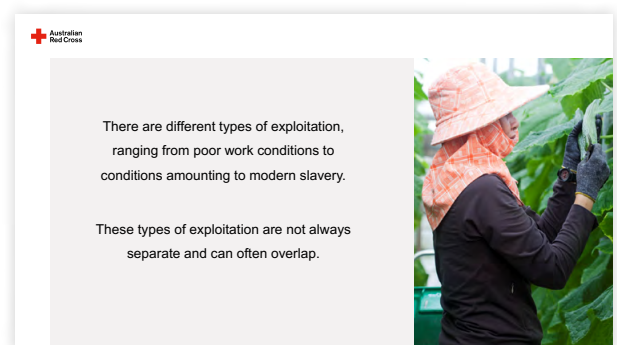 Australian
Red Cross
There are different types of exploitation,
ranging from poor work conditions to
conditions amounting to modern slavery.
These types of exploitation are not always
separate and can often overlap.